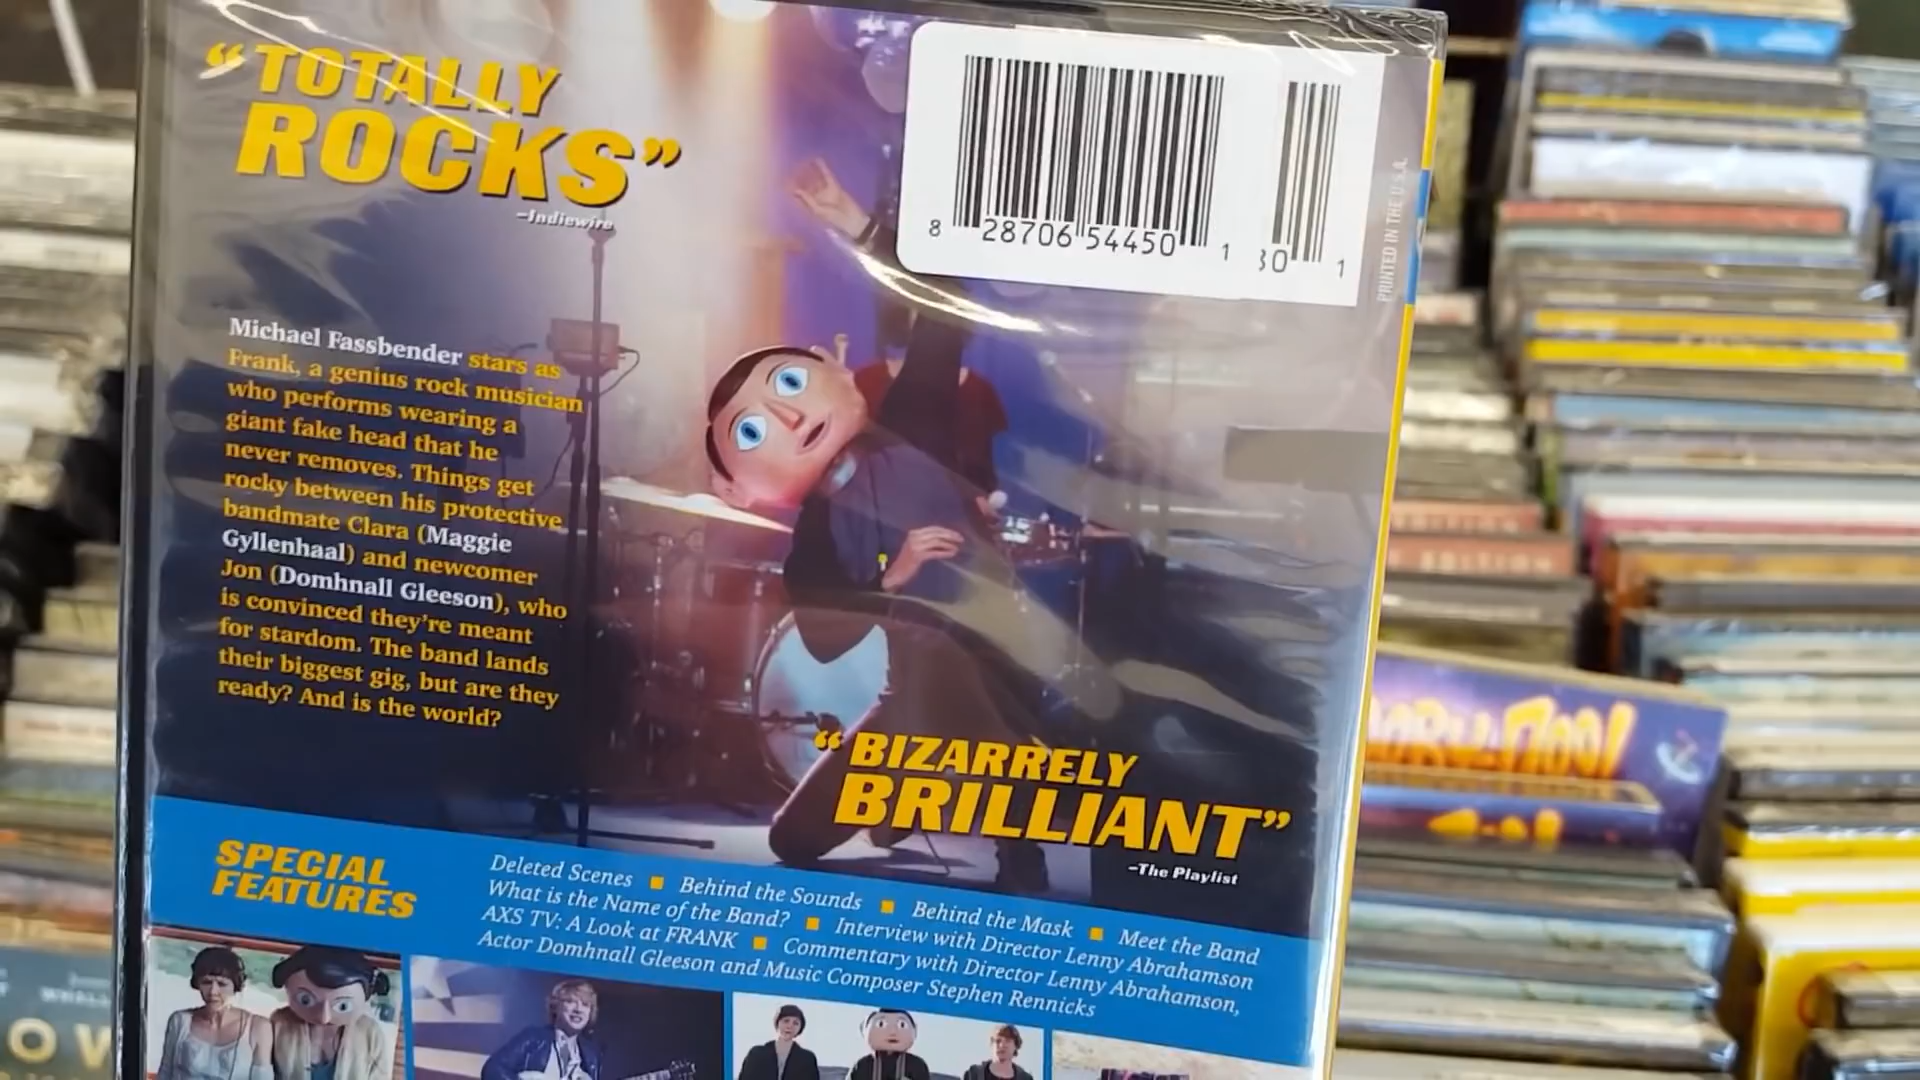 “TOTALLY
ROCKS”
–Indiewire
8 28706 54450 1
30 1
PRINTED IN THE U.S.A.
Michael Fassbender stars as
Frank, a genius rock musician
who performs wearing a
giant fake head that he
never removes. Things get
rocky between his protective
bandmate Clara (Maggie
Gyllenhaal) and newcomer
Jon (Domhnall Gleeson), who
is convinced they’re meant
for stardom. The band lands
their biggest gig, but are they
ready? And is the world?
“BIZARRELY
BRILLIANT”
–The Playlist
SPECIAL
FEATURES
Deleted Scenes ■ Behind the Sounds ■ Behind the Mask ■ Meet the Band
What is the Name of the Band? ■ Interview with Director Lenny Abrahamson
AXS TV: A Look at FRANK ■ Commentary with Director Lenny Abrahamson,
Actor Domhnall Gleeson and Music Composer Stephen Rennicks
EDITION